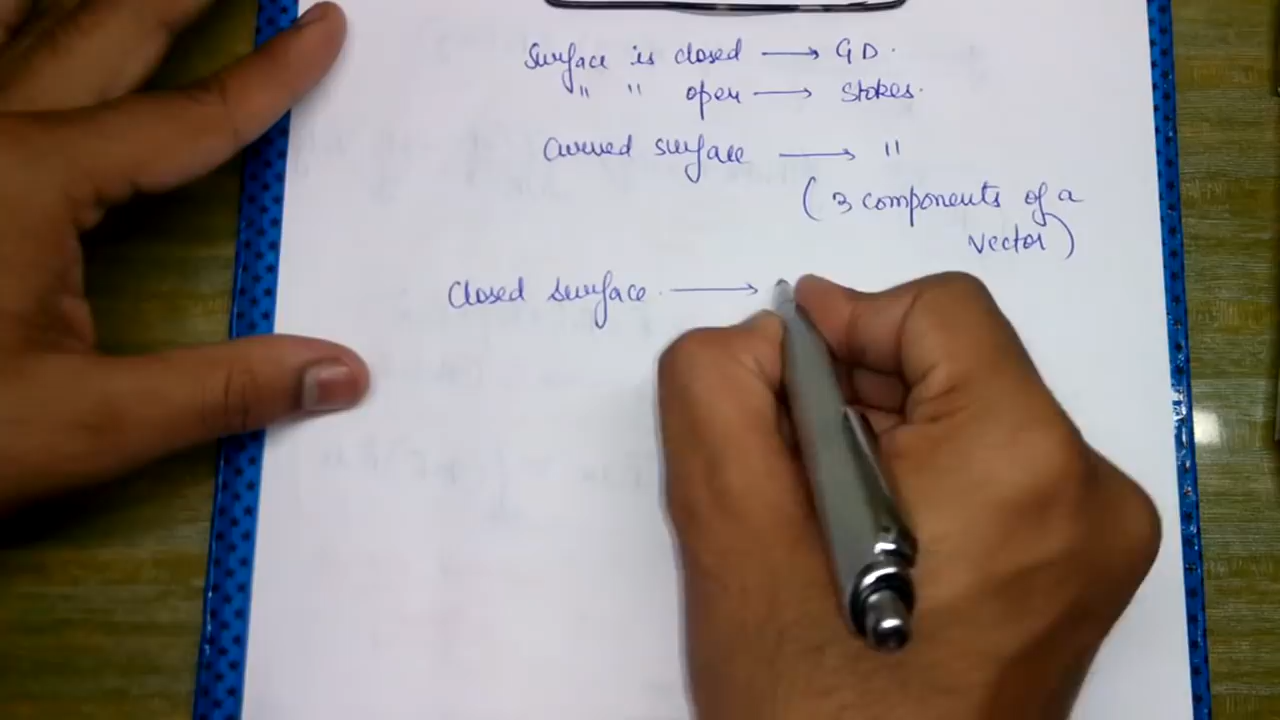 Surface is closed → GD.
" " open → Stokes.
Curved surface → "
(3 components of a
vector)
Closed surface. →